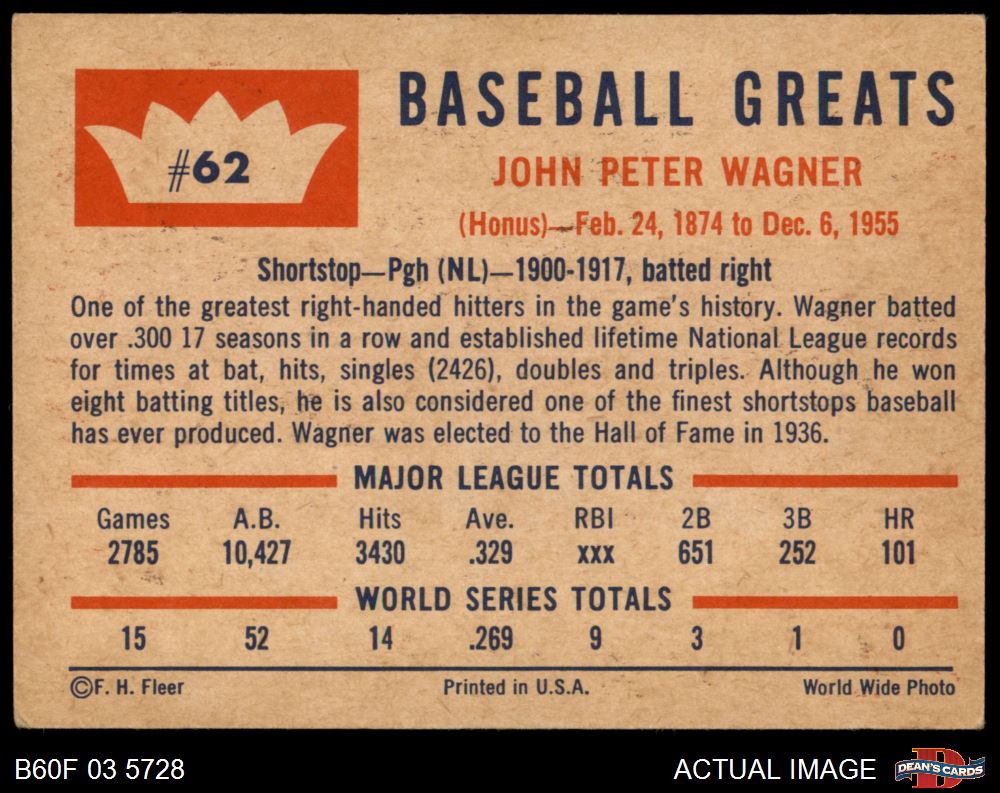 #62
BASEBALL GREATS
JOHN PETER WAGNER
(Honus)—Feb. 24, 1874 to Dec. 6, 1955
Shortstop—Pgh (NL)—1900-1917, batted right
One of the greatest right-handed hitters in the game's history. Wagner batted
over .300 17 seasons in a row and established lifetime National League records
for times at bat, hits, singles (2426), doubles and triples. Although he won
eight batting titles, he is also considered one of the finest shortstops baseball
has ever produced. Wagner was elected to the Hall of Fame in 1936.
MAJOR LEAGUE TOTALS
Games A.B. Hits Ave. RBI 2B 3B HR
2785 10,427 3430 .329 xxx 651 252 101
WORLD SERIES TOTALS
15 52 14 .269 9 3 1 0
©F. H. Fleer Printed in U.S.A. World Wide Photo
B60F 03 5728 ACTUAL IMAGE DEAN'S CARDS